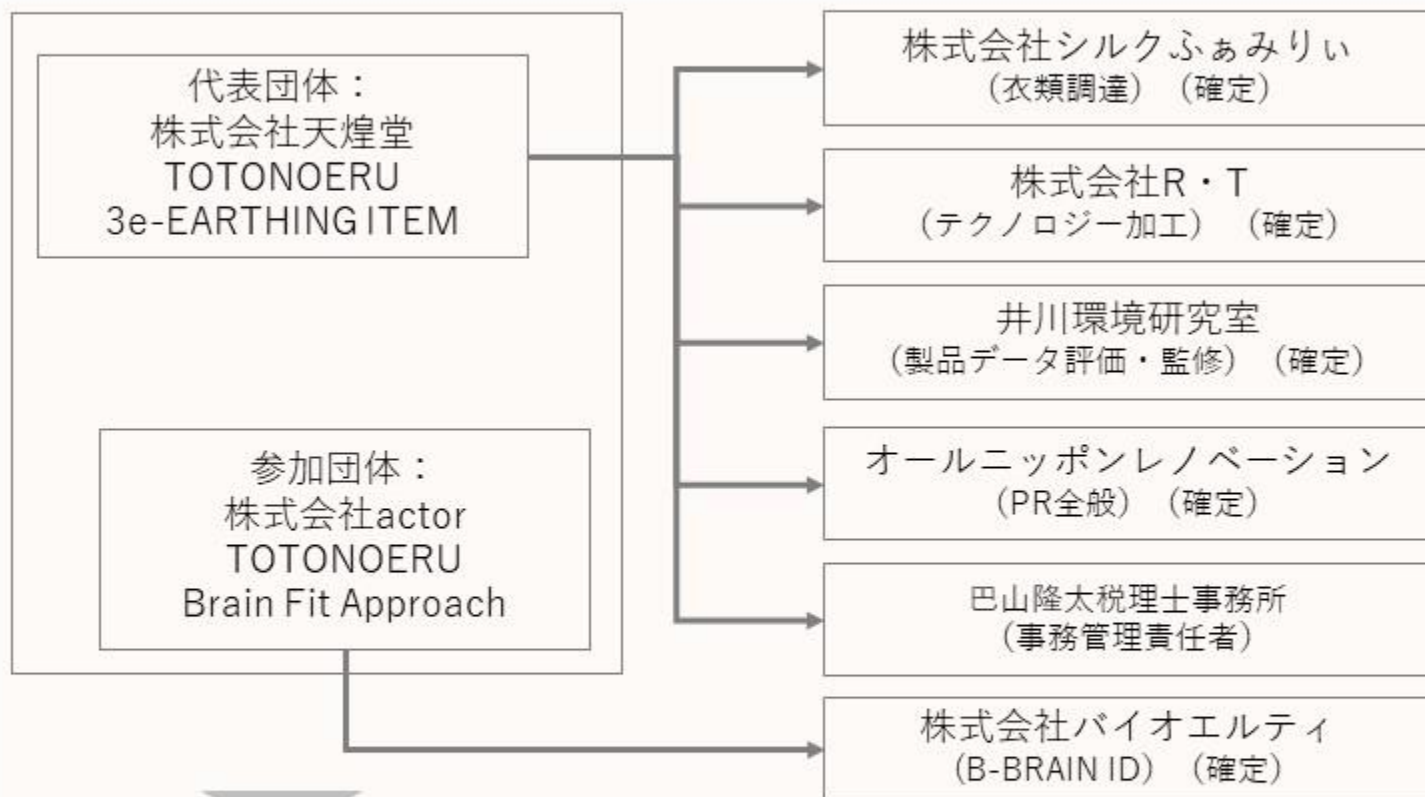 代表団体：
株式会社天煌堂
TOTONOERU
3e-EARTHING ITEM
参加団体：
株式会社actor
TOTONOERU
Brain Fit Approach
株式会社シルクふぁみりぃ
（衣類調達）（確定）
株式会社R・T
（テクノロジー加工）（確定）
井川環境研究室
（製品データ評価・監修）（確定）
オールニッポンレノベーション
（PR全般）（確定）
巴山隆太税理士事務所
（事務管理責任者）
株式会社バイオエルティ
（B-BRAIN ID）（確定）